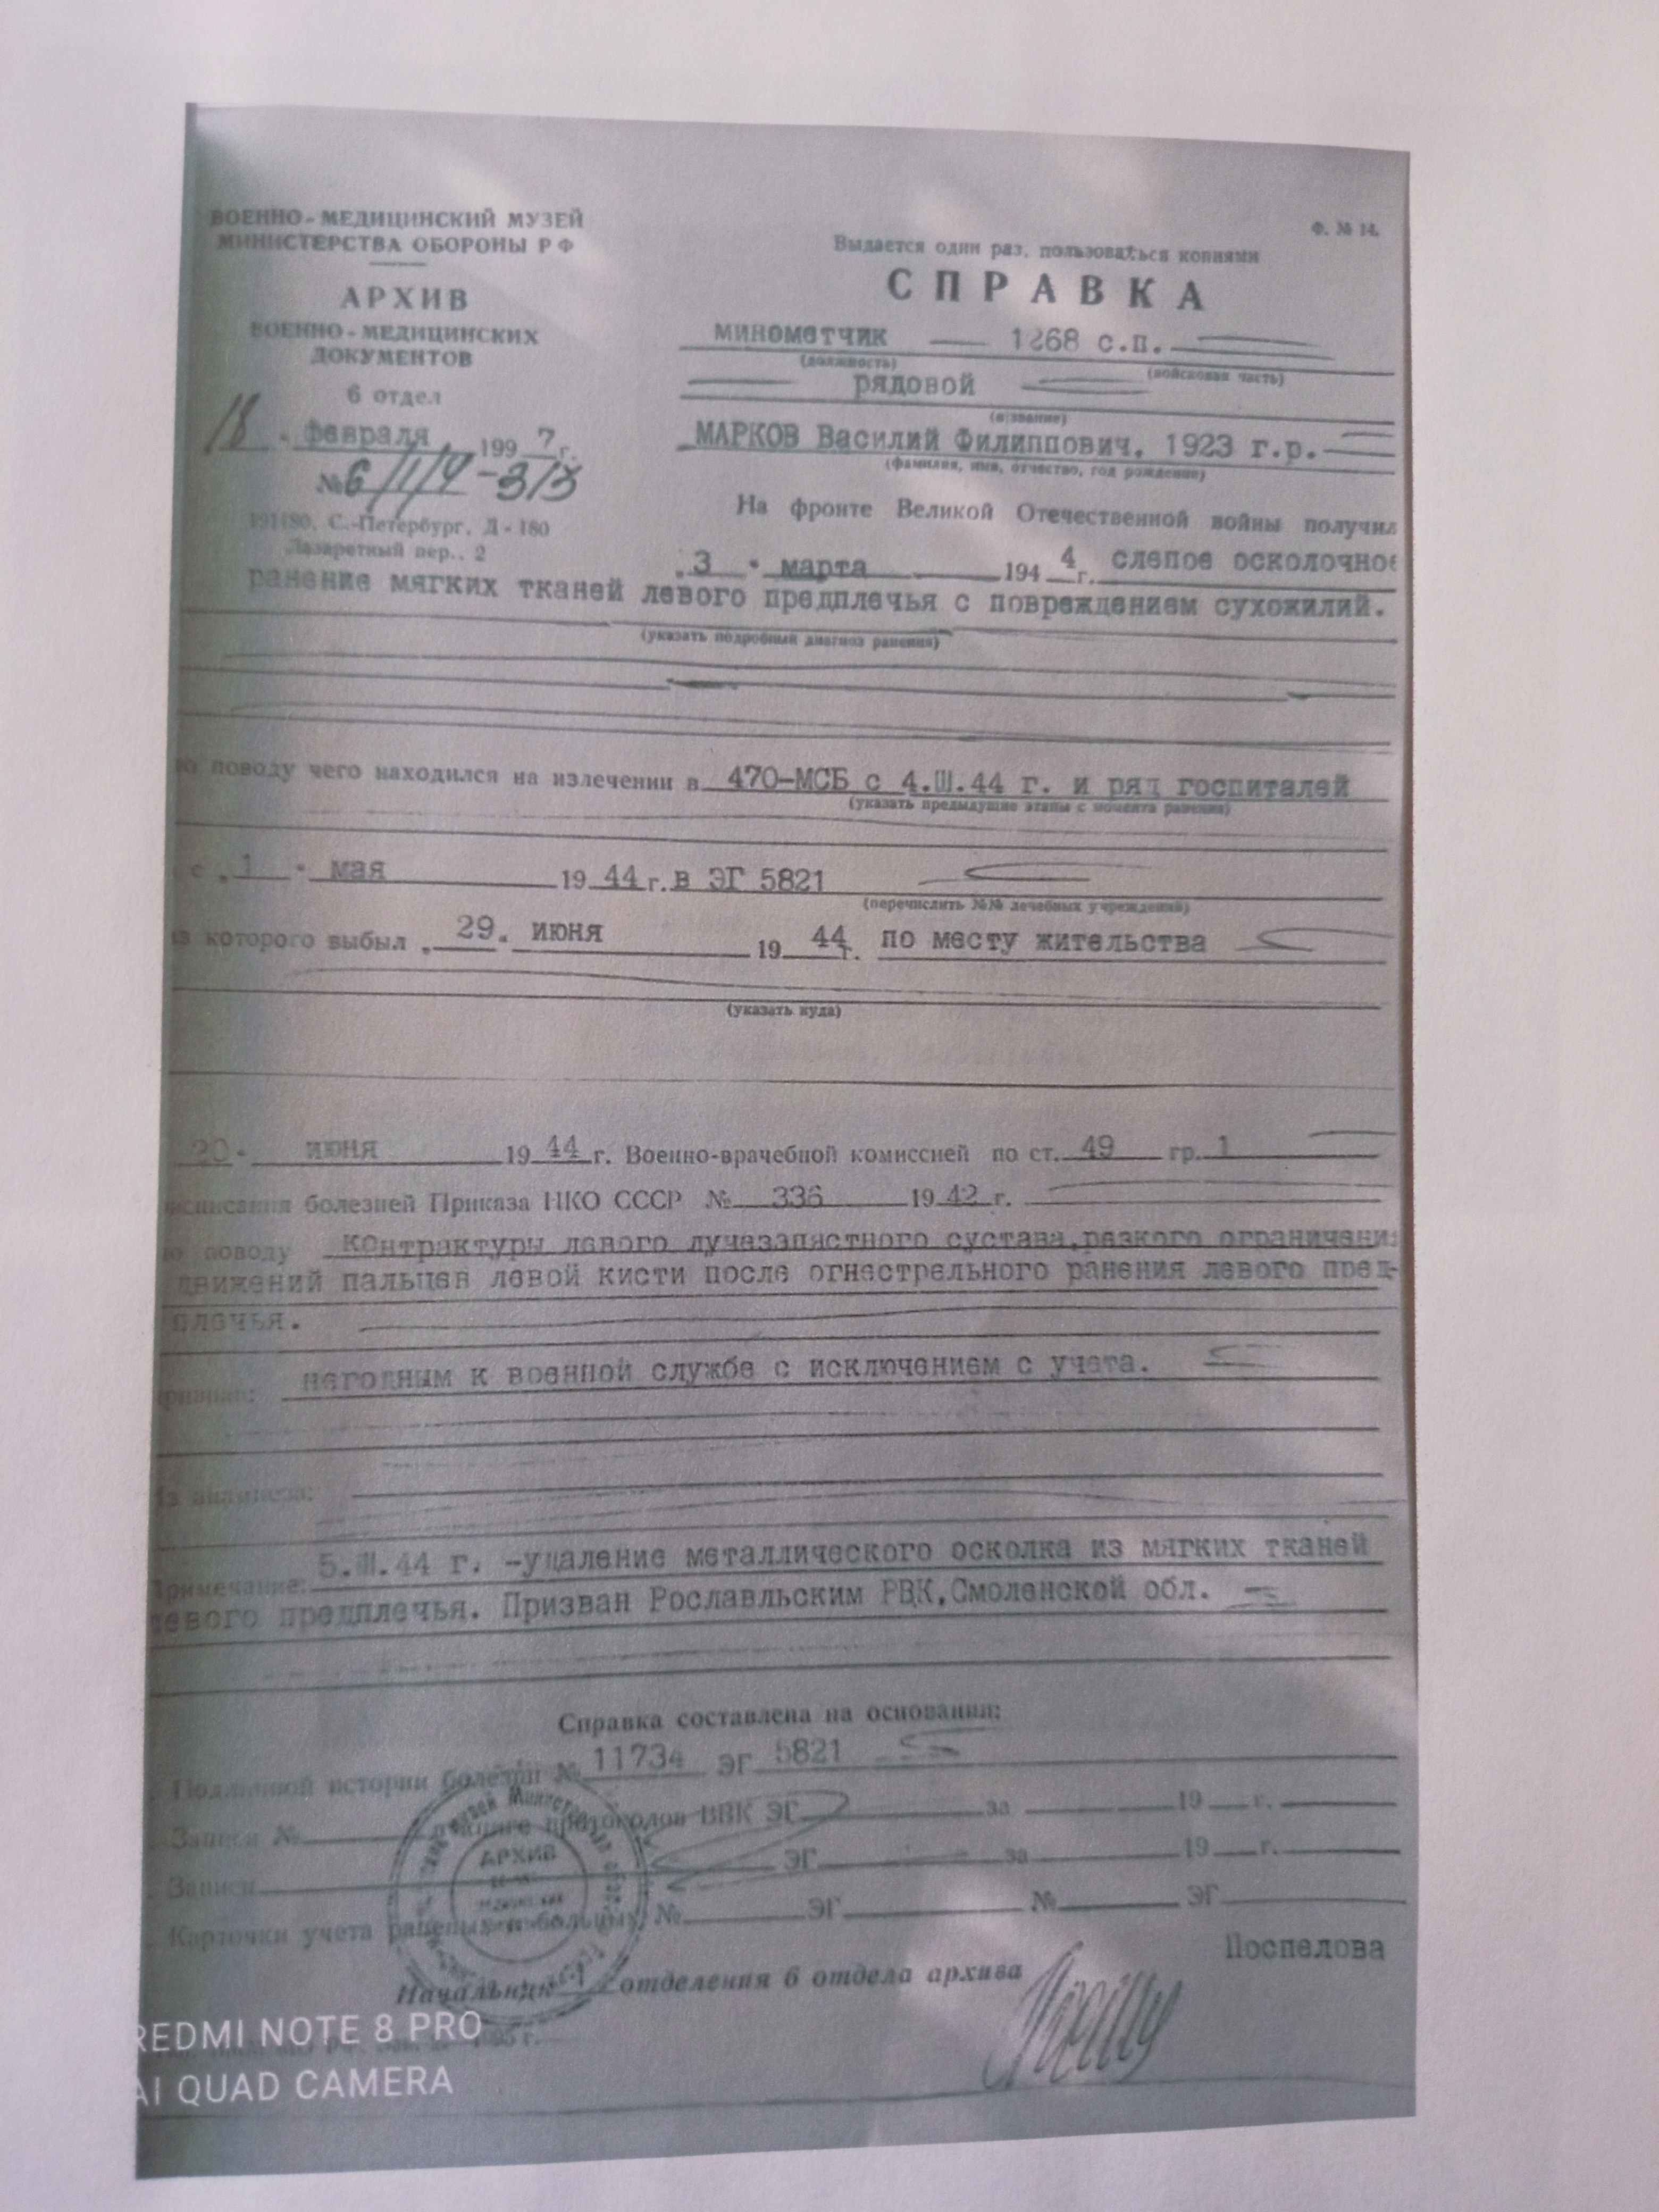 ВОЕННО-МЕДИЦИНСКИЙ МУЗЕЙ
МИНИСТЕРСТВА ОБОРОНЫ РФ
АРХИВ
ВОЕННО-МЕДИЦИНСКИХ
ДОКУМЕНТОВ
6 отдел
18 февраля 1997 г.
№ 6/1/4-313
191180, С.-Петербург, Д-180
Лазаретный пер., 2
Ф. № 14.
Выдается один раз, пользоваться копиями
СПРАВКА
минометчик 1268 с.п.
(должность) (войсковая часть)
рядовой
(звание)
МАРКОВ Василий Филиппович, 1923 г.р.
(фамилия, имя, отчество, год рождения)
На фронте Великой Отечественной войны получил
„3" марта 1944 г. слепое осколочное
ранение мягких тканей левого предплечья с повреждением сухожилий.
(указать подробный диагноз ранения)
по поводу чего находился на излечении в 470-МСБ с 4.III.44 г. и ряд госпиталей
(указать предыдущие этапы с момента ранения)
с „1" мая 1944 г. в ЭГ 5821
(перечислить №№ лечебных учреждений)
из которого выбыл „29" июня 1944 г. по месту жительства
(указать куда)
20" июня 1944 г. Военно-врачебной комиссией по ст. 49 гр. 1
расписания болезней Приказа НКО СССР № 336 1942 г.
по поводу контрактуры левого лучезапястного сустава, резкого ограничени
движений пальцев левой кисти после огнестрельного ранения левого пред-
плечья.
признан: негодным к военной службе с исключением с учета.
Из анамнеза:
Примечание: 5.III.44 г. -удаление металлического осколка из мягких тканей
левого предплечья. Призван Рославльским РВК, Смоленской обл.
Справка составлена на основании:
Подлинной истории болезни № 11734 ЭГ 5821
Записи № в книге протоколов ВВК ЭГ за 19 г.
Записи ЭГ за 19 г.
Карточки учета раненых и больных № ЭГ № ЭГ
АРХИВ
Поспелова
Начальник отделения 6 отдела архива
REDMI NOTE 8 PRO
AI QUAD CAMERA